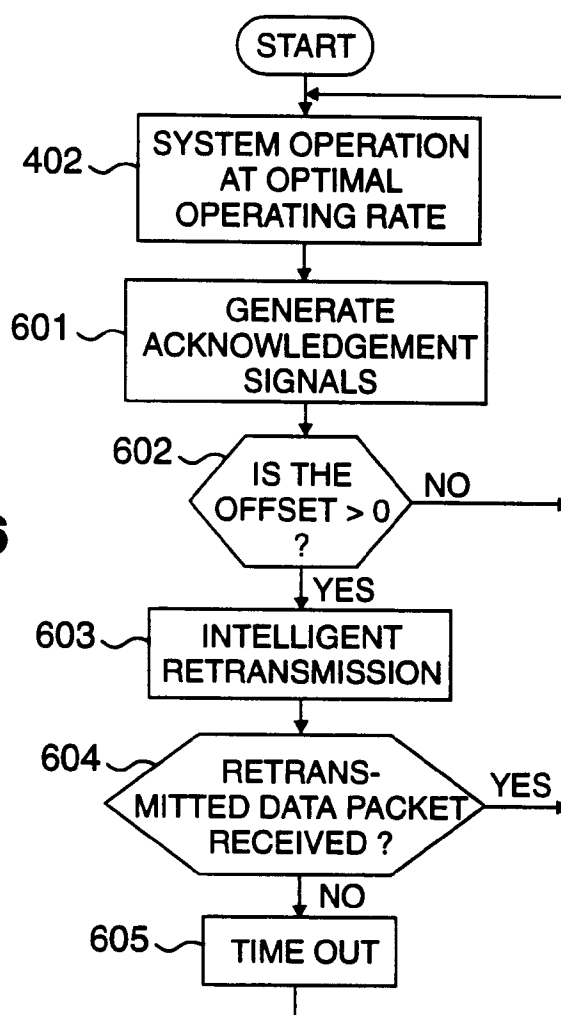 START
402
SYSTEM OPERATION
AT OPTIMAL
OPERATING RATE
601
GENERATE
ACKNOWLEDGEMENT
SIGNALS
602
IS THE
OFFSET > 0
?
NO
YES
603
INTELLIGENT
RETRANSMISSION
604
RETRANS-
MITTED DATA PACKET
RECEIVED ?
YES
NO
605
TIME OUT